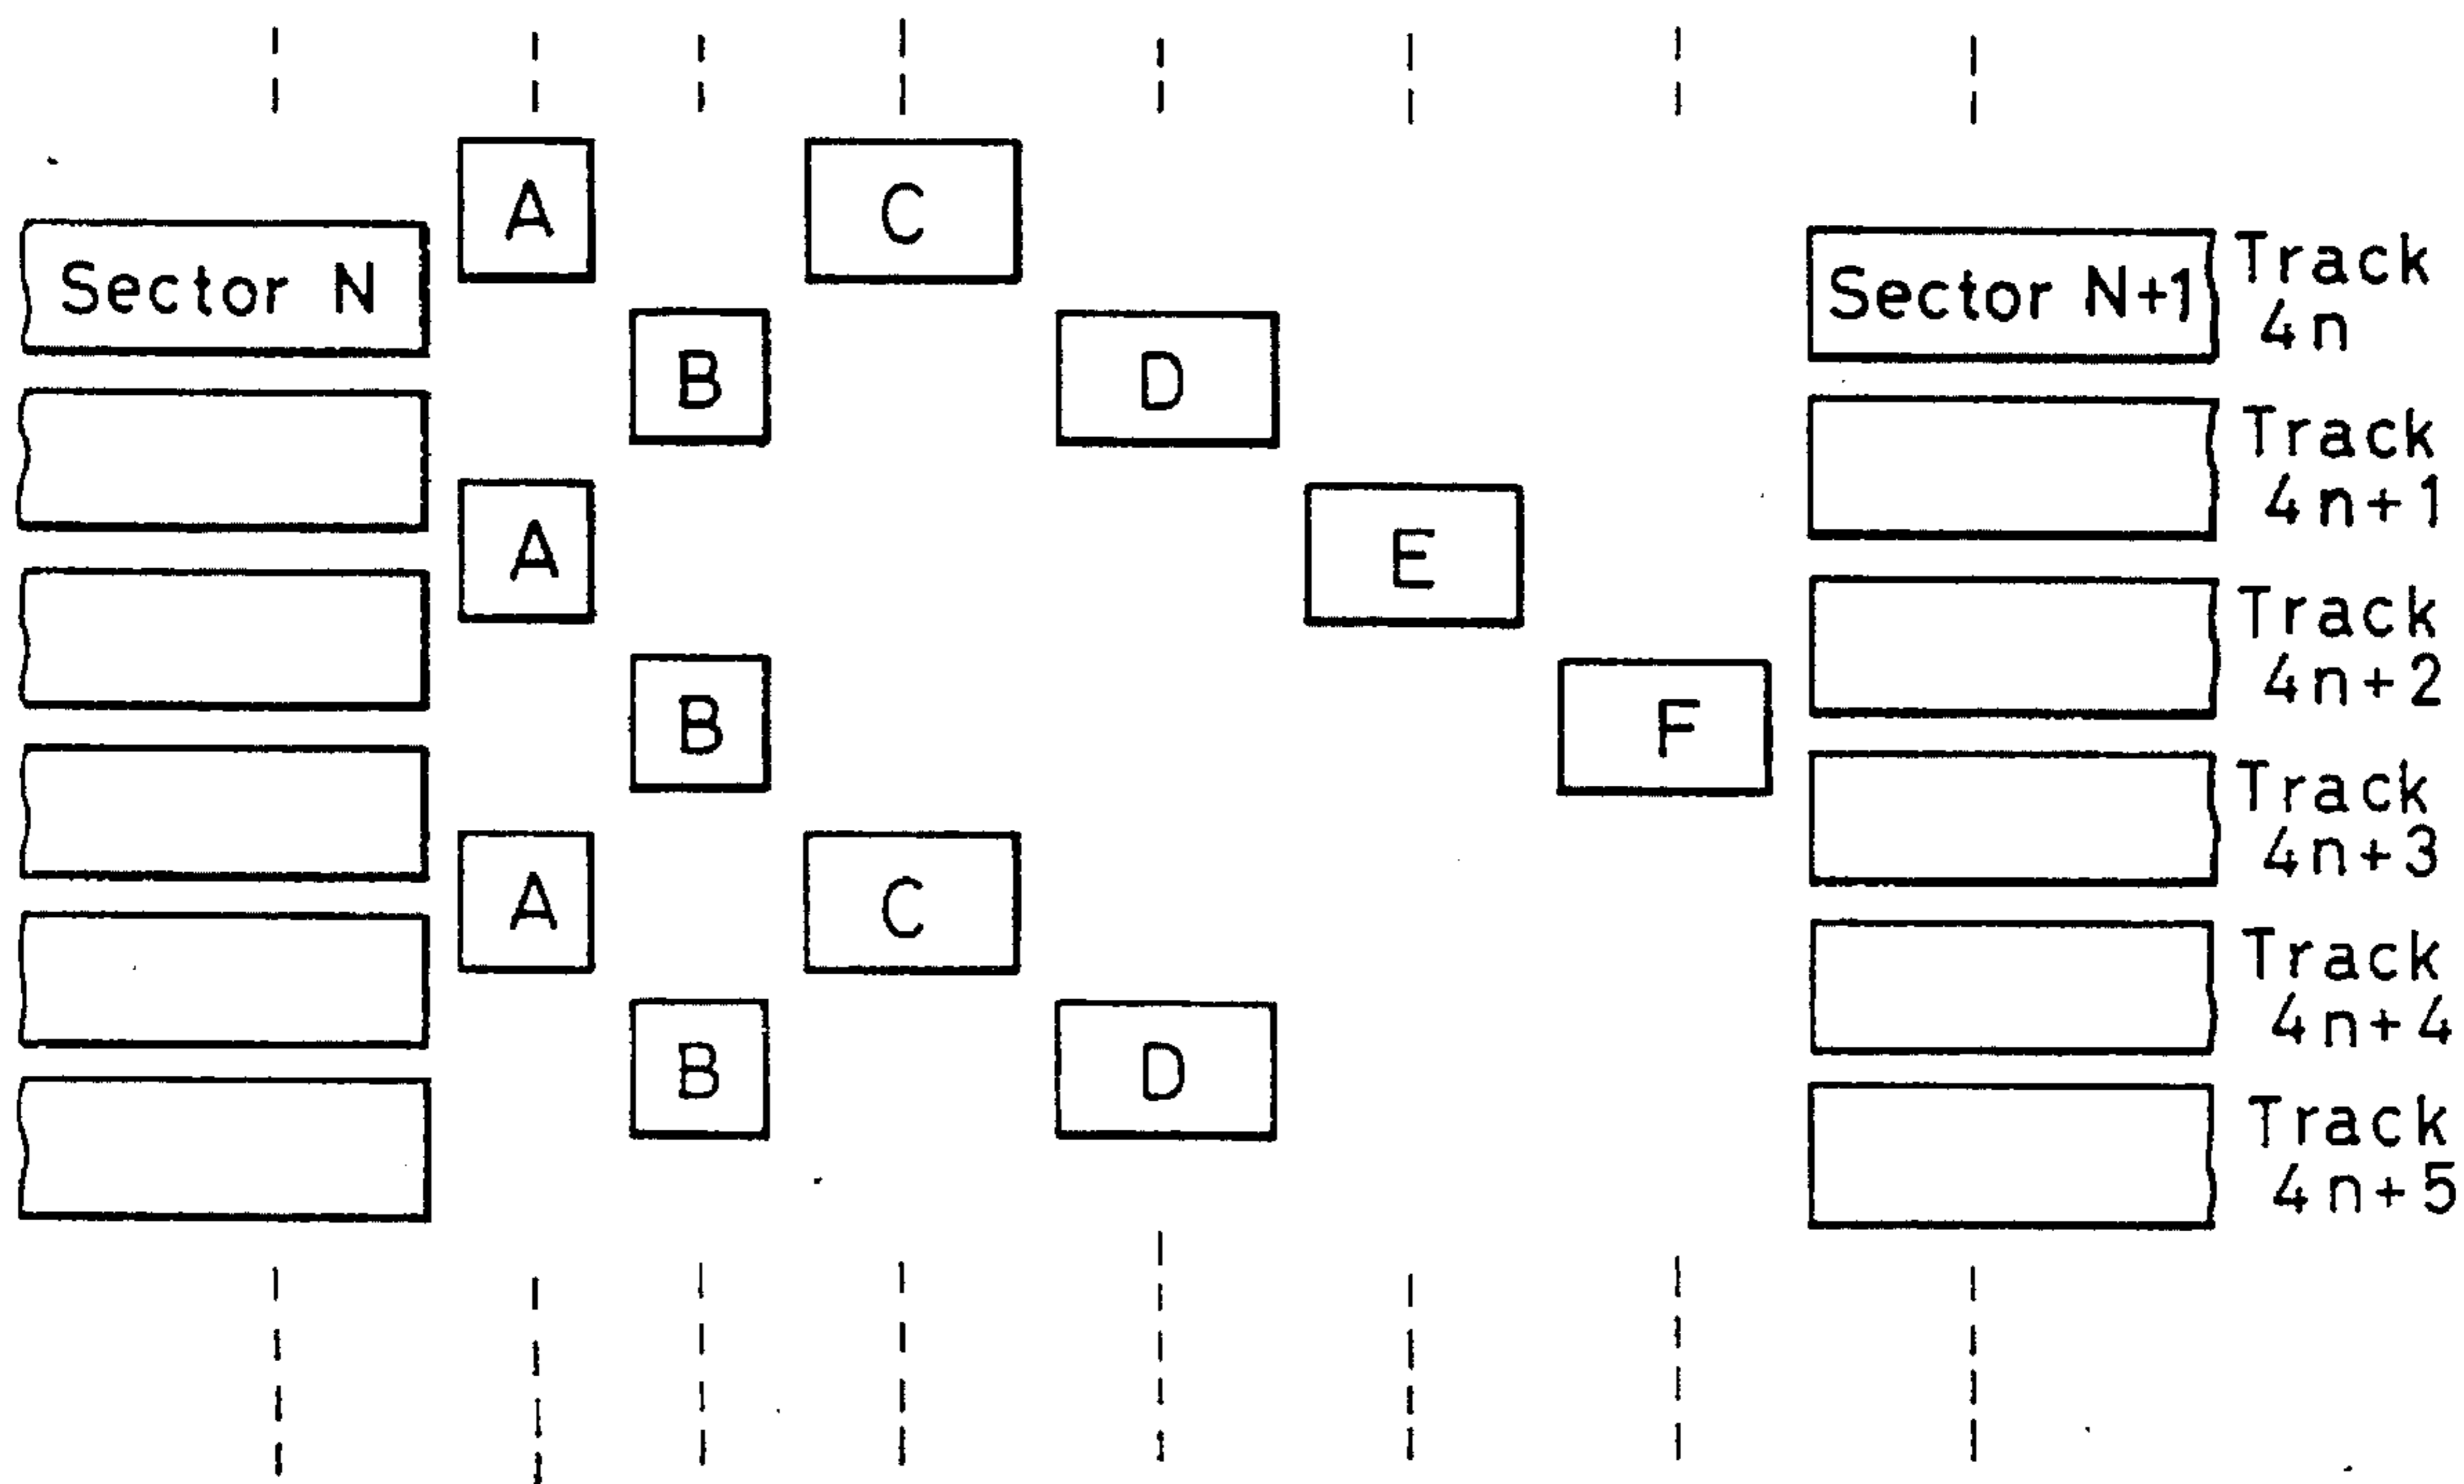 A
C
Sector N
Sector N+1
Track
4n
B
D
Track
4n+1
A
E
Track
4n+2
B
F
Track
4n+3
A
C
Track
4n+4
B
D
Track
4n+5